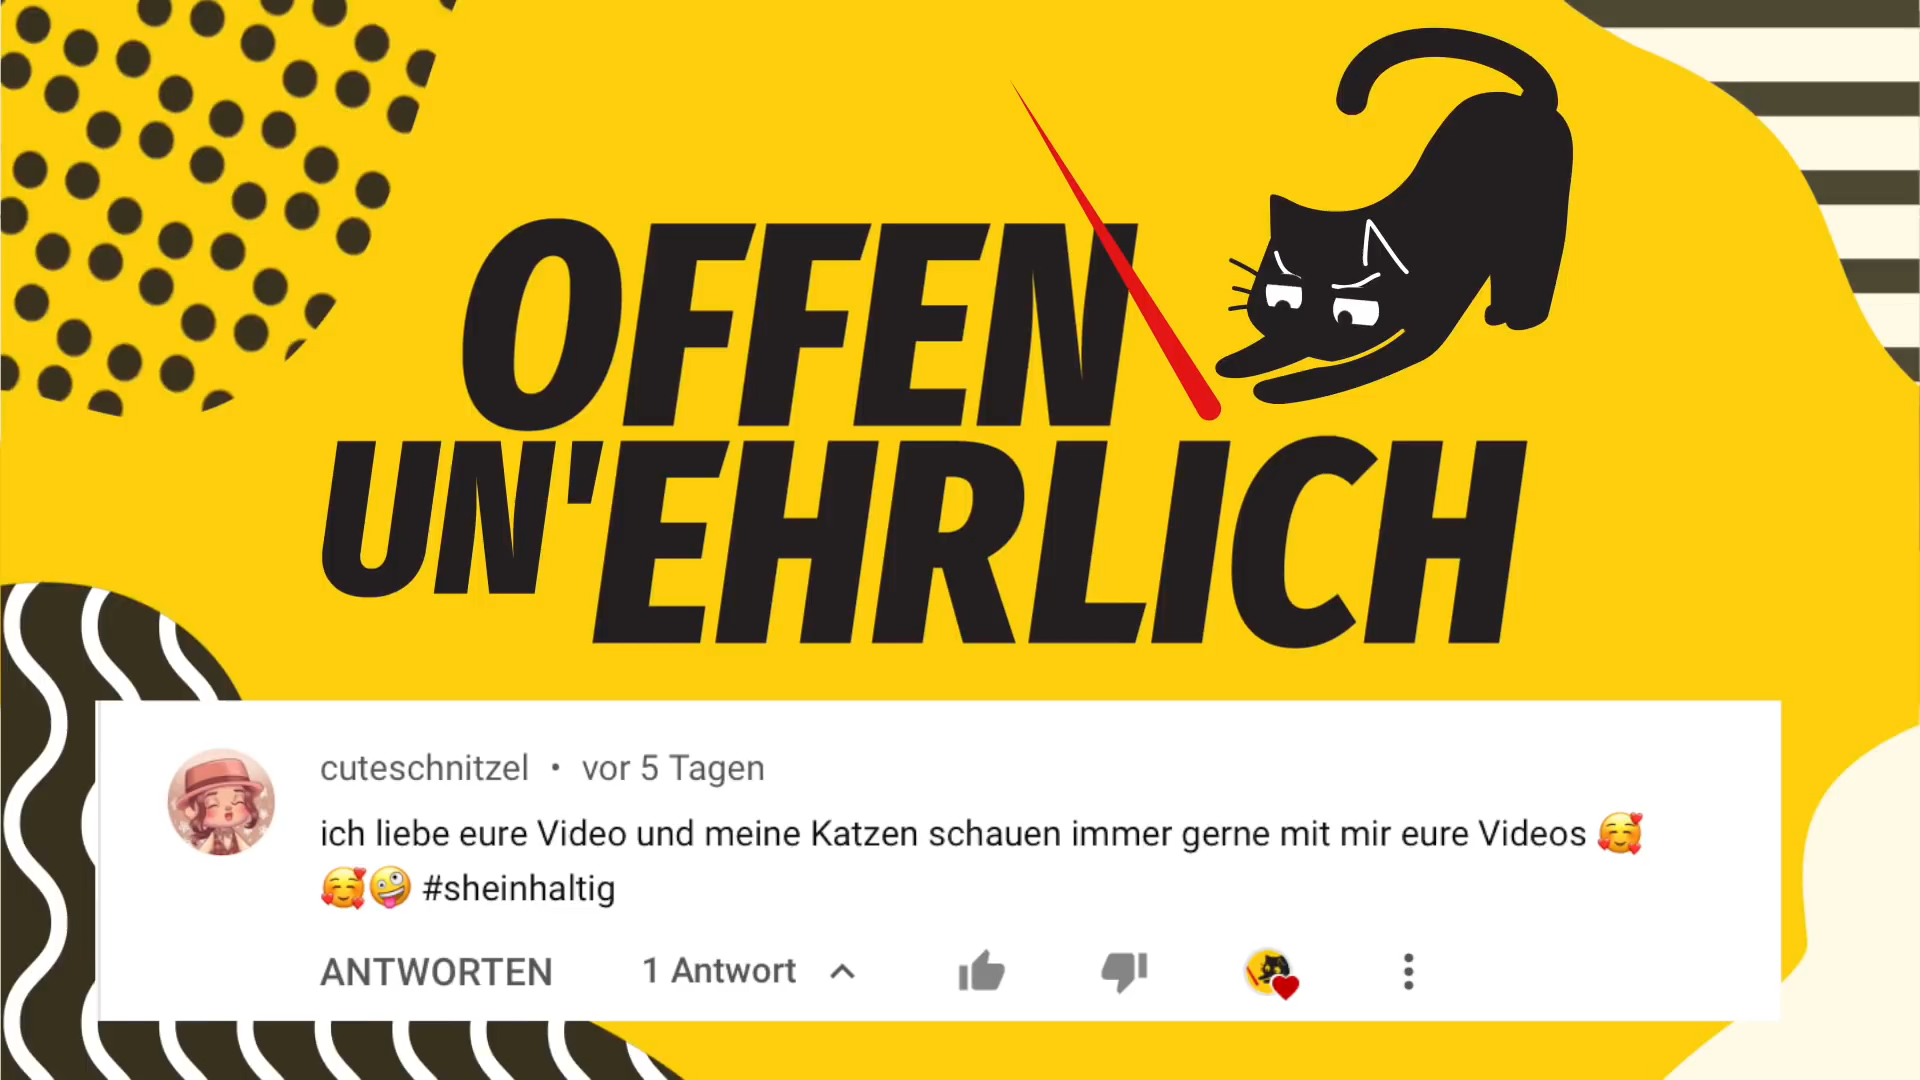 OFFEN
UN'EHRLICH
cuteschnitzel • vor 5 Tagen
ich liebe eure Video und meine Katzen schauen immer gerne mit mir eure Videos 🥰
🥰🤪 #sheinhaltig
ANTWORTEN 1 Antwort